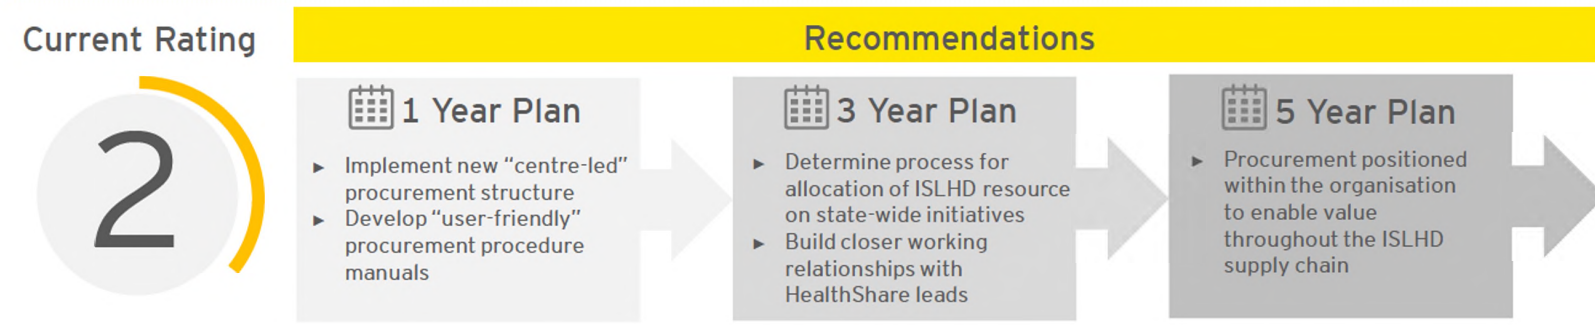 Current Rating
2
Recommendations
1 Year Plan
► Implement new “centre-led”
procurement structure
► Develop “user-friendly”
procurement procedure
manuals
3 Year Plan
► Determine process for
allocation of ISLHD resource
on state-wide initiatives
► Build closer working
relationships with
HealthShare leads
5 Year Plan
► Procurement positioned
within the organisation
to enable value
throughout the ISLHD
supply chain